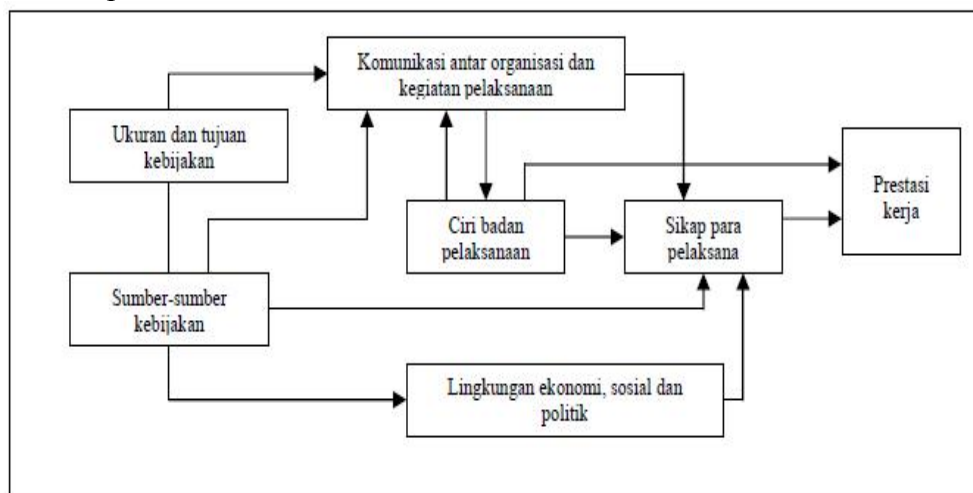 Komunikasi antar organisasi dan
kegiatan pelaksanaan
Ukuran dan tujuan
kebijakan
Prestasi
kerja
Ciri badan
pelaksanaan
Sikap para
pelaksana
Sumber-sumber
kebijakan
Lingkungan ekonomi, sosial dan
politik